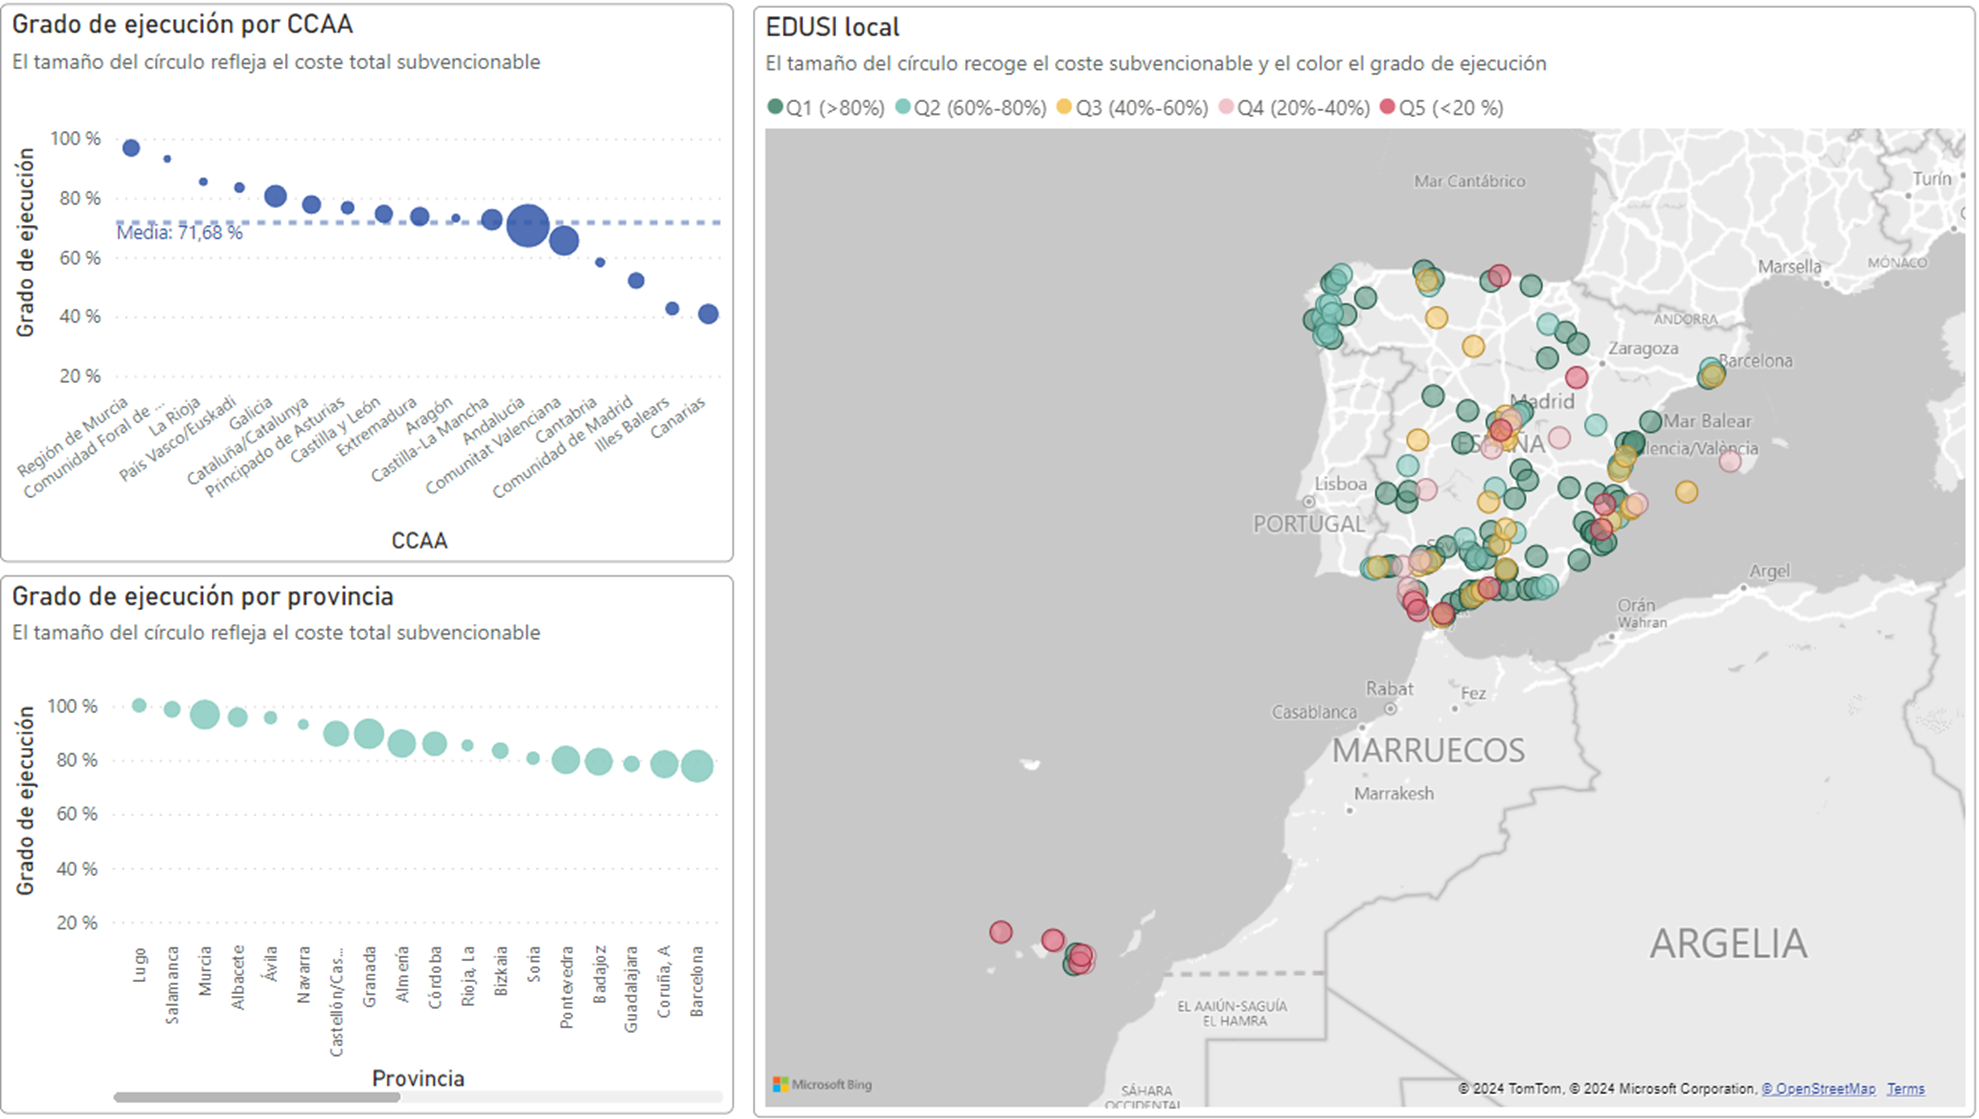 Grado de ejecución por CCAA
El tamaño del círculo refleja el coste total subvencionable
Grado de ejecución
100 %
80 %
60 %
40 %
20 %
Media: 71,68 %
Región de Murcia
Comunidad Foral de ...
La Rioja
País Vasco/Euskadi
Galicia
Cataluña/Catalunya
Principado de Asturias
Castilla y León
Extremadura
Aragón
Castilla-La Mancha
Andalucía
Comunitat Valenciana
Cantabria
Comunidad de Madrid
Illes Balears
Canarias
CCAA
Grado de ejecución por provincia
El tamaño del círculo refleja el coste total subvencionable
Grado de ejecución
100 %
80 %
60 %
40 %
20 %
Lugo
Salamanca
Murcia
Albacete
Ávila
Navarra
Castellón/Cas...
Granada
Almería
Córdoba
Rioja, La
Bizkaia
Soria
Pontevedra
Badajoz
Guadalajara
Coruña, A
Barcelona
Provincia
EDUSI local
El tamaño del círculo recoge el coste subvencionable y el color el grado de ejecución
Q1 (>80%) Q2 (60%-80%) Q3 (40%-60%) Q4 (20%-40%) Q5 (<20 %)
Mar Cantábrico
Turín
Marsella
MÓNACO
ANDORRA
Zaragoza
Barcelona
Madrid
Mar Balear
ESPAÑA
lencia/València
Lisboa
PORTUGAL
Argel
Orán
Wahran
Rabat
Fez
Casablanca
MARRUECOS
Marrakesh
ARGELIA
EL AAIÚN-SAGUÍA
EL HAMRA
SÁHARA
OCCIDENTAL
Microsoft Bing
© 2024 TomTom, © 2024 Microsoft Corporation, © OpenStreetMap Terms